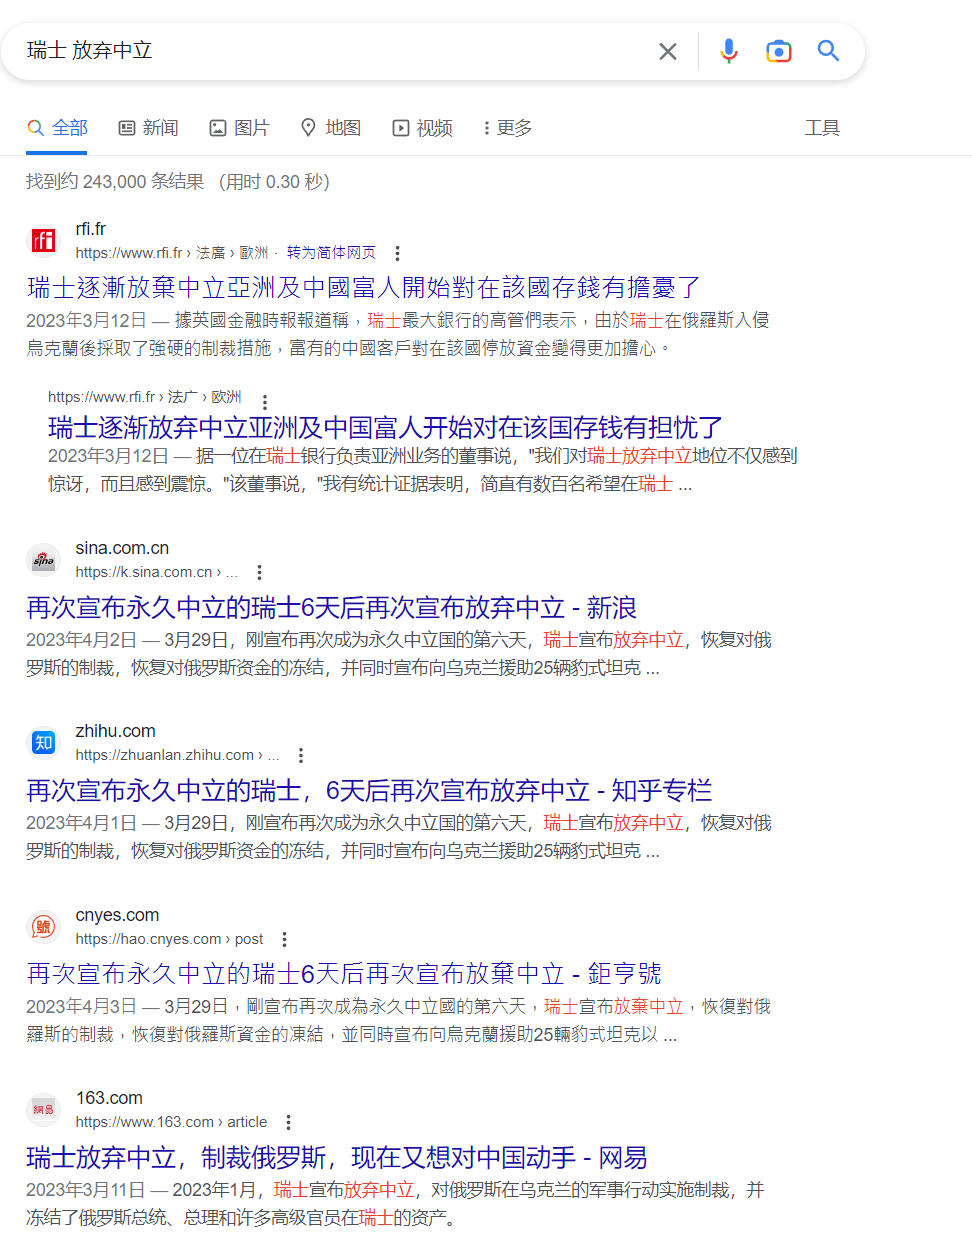 瑞士 放弃中立
全部 新闻 图片 地图 视频 更多 工具
找到约 243,000 条结果 （用时 0.30 秒）
rfi rfi.fr
https://www.rfi.fr › 法廣 › 歐洲 · 转为简体网页
瑞士逐漸放棄中立亞洲及中國富人開始對在該國存錢有擔憂了
2023年3月12日 — 據英國金融時報報道稱，瑞士最大銀行的高管們表示，由於瑞士在俄羅斯入侵
烏克蘭後採取了強硬的制裁措施，富有的中國客戶對在該國停放資金變得更加擔心。
https://www.rfi.fr › 法广 › 欧洲
瑞士逐渐放弃中立亚洲及中国富人开始对在该国存钱有担忧了
2023年3月12日 — 据一位在瑞士银行负责亚洲业务的董事说，"我们对瑞士放弃中立地位不仅感到
惊讶，而且感到震惊。"该董事说，"我有统计证据表明，简直有数百名希望在瑞士 ...
sina sina.com.cn
https://k.sina.com.cn › ...
再次宣布永久中立的瑞士6天后再次宣布放弃中立 - 新浪
2023年4月2日 — 3月29日，刚宣布再次成为永久中立国的第六天，瑞士宣布放弃中立，恢复对俄
罗斯的制裁，恢复对俄罗斯资金的冻结，并同时宣布向乌克兰援助25辆豹式坦克 ...
知 zhihu.com
https://zhuanlan.zhihu.com › ...
再次宣布永久中立的瑞士，6天后再次宣布放弃中立 - 知乎专栏
2023年4月1日 — 3月29日，刚宣布再次成为永久中立国的第六天，瑞士宣布放弃中立，恢复对俄
罗斯的制裁，恢复对俄罗斯资金的冻结，并同时宣布向乌克兰援助25辆豹式坦克 ...
號 cnyes.com
https://hao.cnyes.com › post
再次宣布永久中立的瑞士6天后再次宣布放棄中立 - 鉅亨號
2023年4月3日 — 3月29日，剛宣布再次成為永久中立國的第六天，瑞士宣布放棄中立，恢復對俄
羅斯的制裁，恢復對俄羅斯資金的凍結，並同時宣布向烏克蘭援助25輛豹式坦克以 ...
網易 163.com
https://www.163.com › article
瑞士放弃中立，制裁俄罗斯，现在又想对中国动手 - 网易
2023年3月11日 — 2023年1月，瑞士宣布放弃中立，对俄罗斯在乌克兰的军事行动实施制裁，并
冻结了俄罗斯总统、总理和许多高级官员在瑞士的资产。